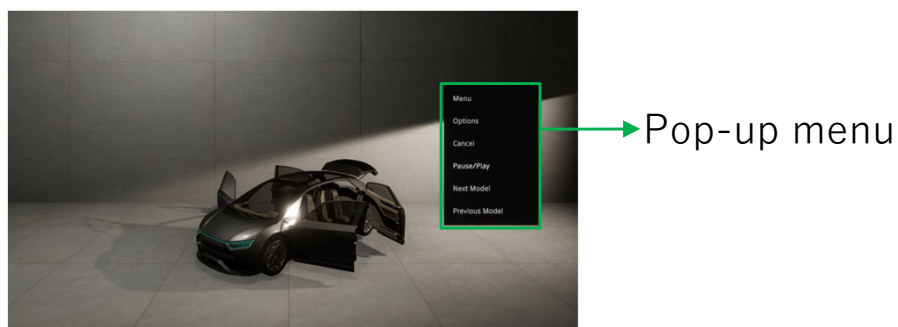 Menu
Options
Cancel
Pause/Play
Next Model
Previous Model
Pop-up menu